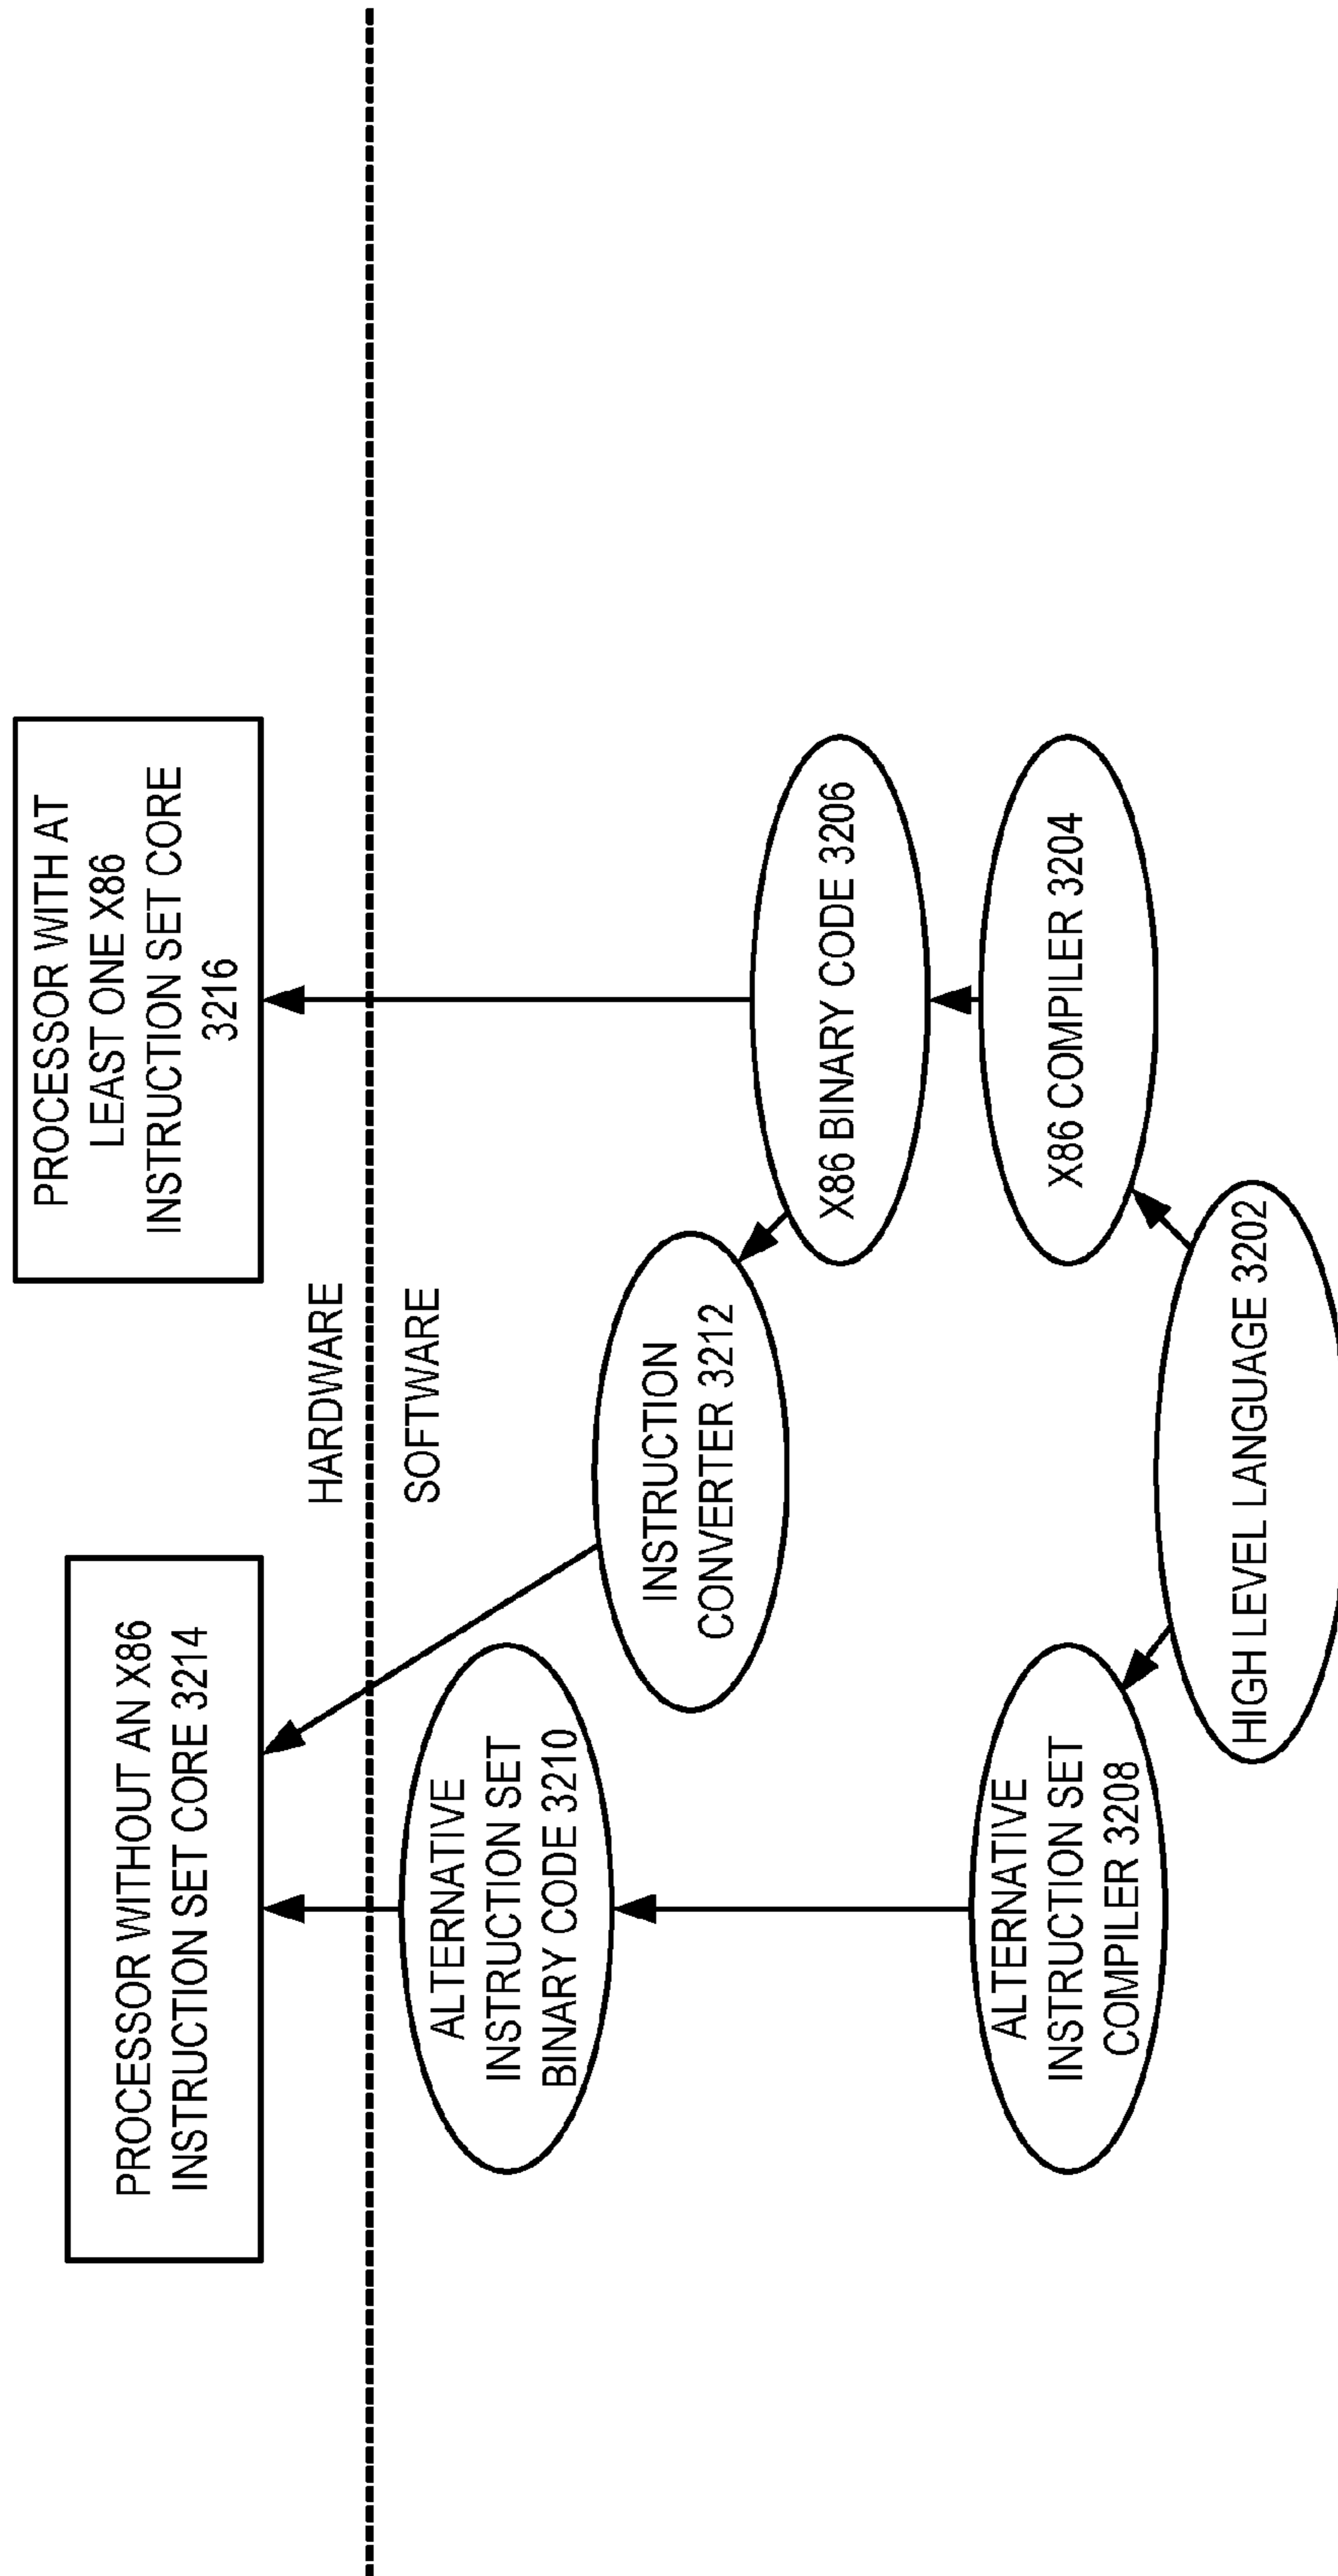 PROCESSOR WITHOUT AN X86
INSTRUCTION SET CORE 3214
PROCESSOR WITH AT
LEAST ONE X86
INSTRUCTION SET CORE
3216
HARDWARE
SOFTWARE
ALTERNATIVE
INSTRUCTION SET
BINARY CODE 3210
INSTRUCTION
CONVERTER 3212
X86 BINARY CODE 3206
ALTERNATIVE
INSTRUCTION SET
COMPILER 3208
X86 COMPILER 3204
HIGH LEVEL LANGUAGE 3202